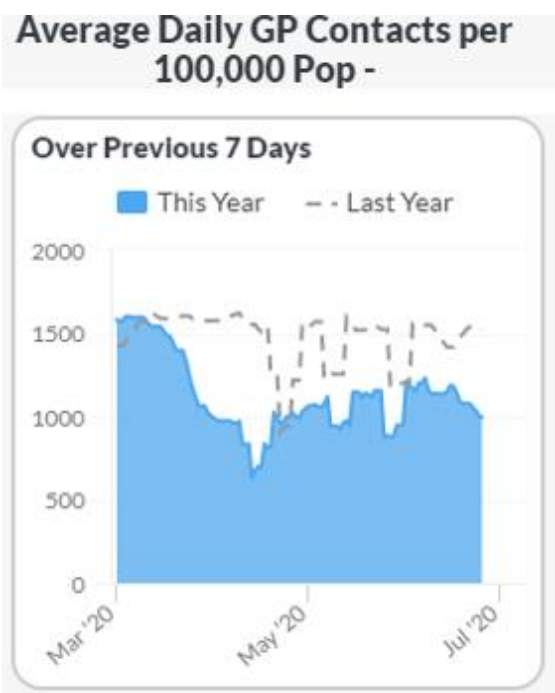 Average Daily GP Contacts per
100,000 Pop -
Over Previous 7 Days
This Year
Last Year
2000
1500
1000
500
0
Mar '20
May '20
Jul '20